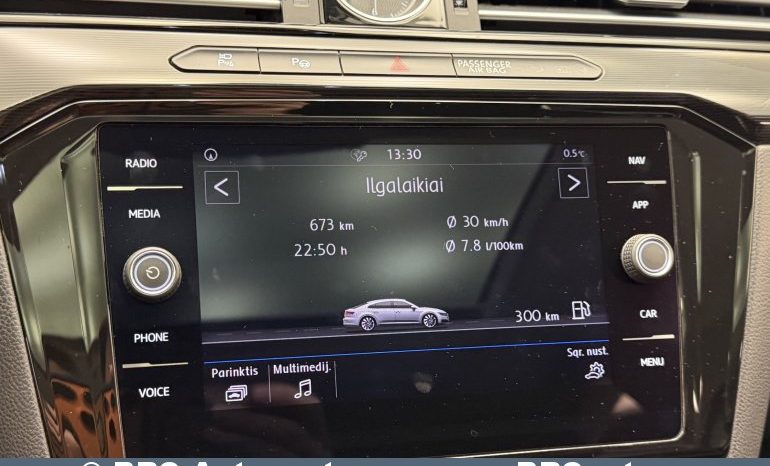 P
P
PASSENGER
AIR BAG
RADIO
MEDIA
PHONE
VOICE
13:30
0.5°C
Ilgalaikiai
<
>
673 km
Ø 30 km/h
22:50 h
Ø 7.8 l/100km
300 km
Parinktis
Multimedij.
Sqr. nust.
NAV
APP
CAR
MENU